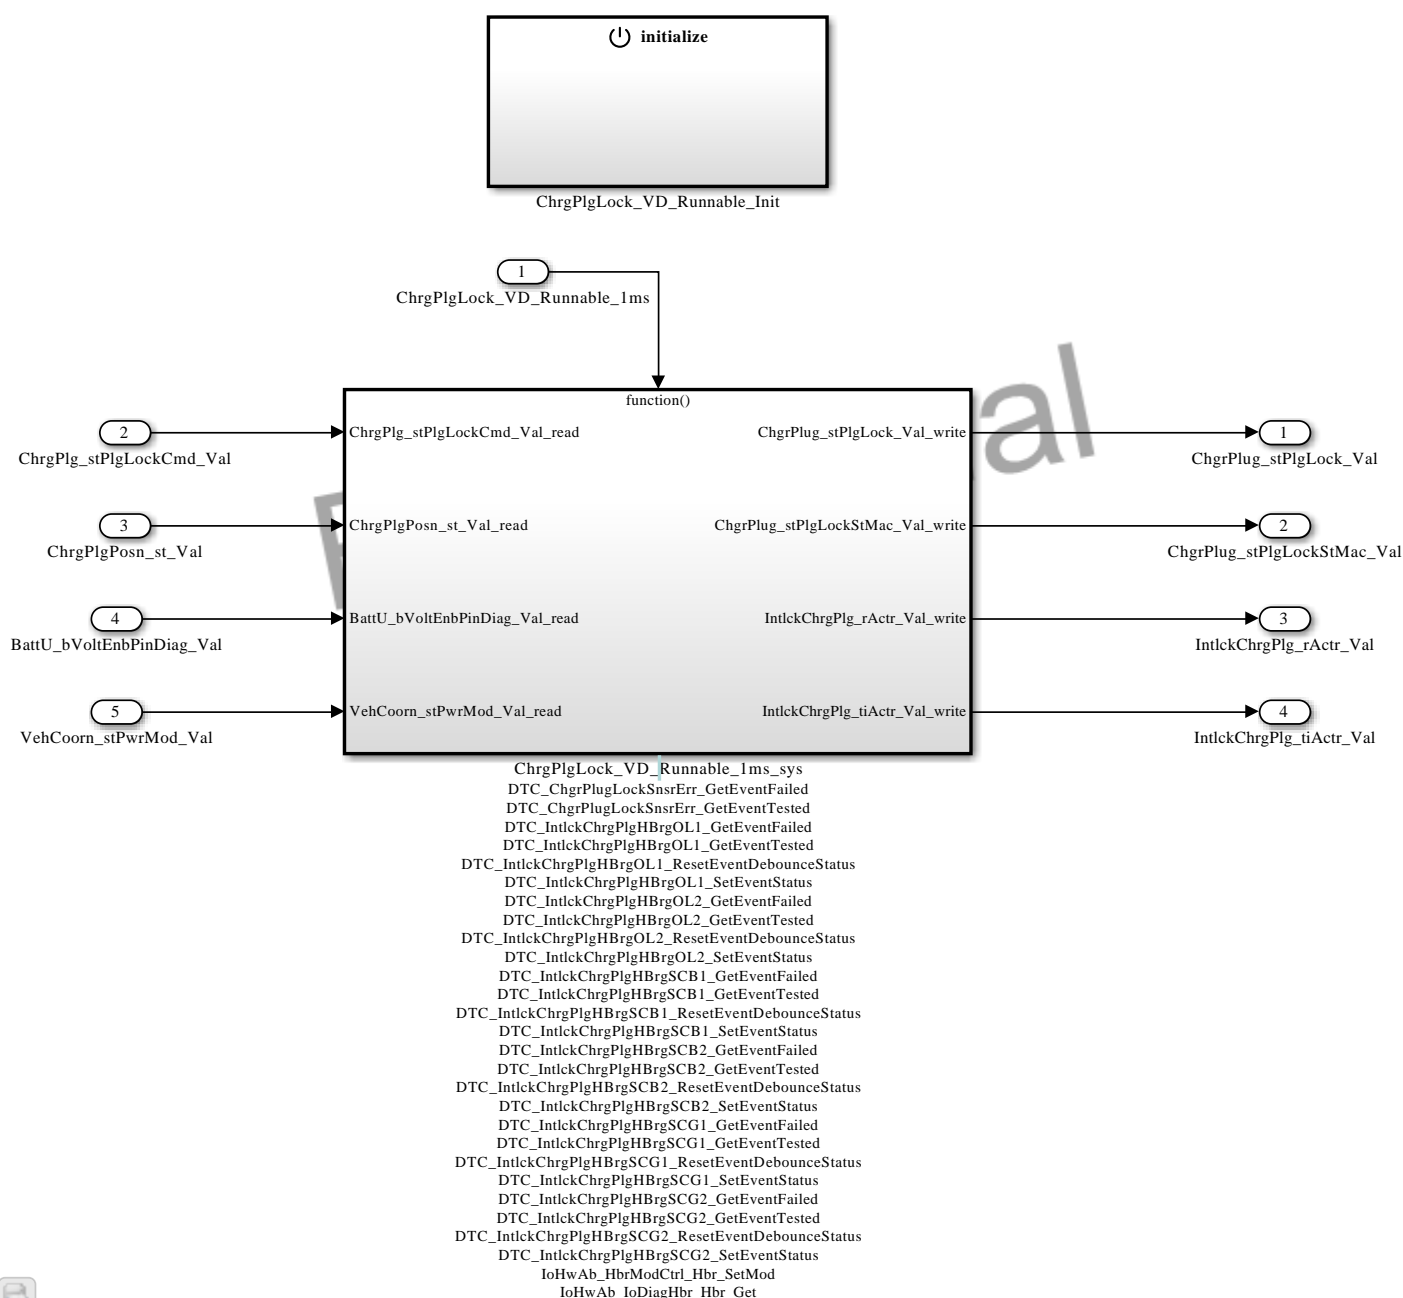 initialize
ChrgPlgLock_VD_Runnable_Init
1
ChrgPlgLock_VD_Runnable_1ms
function()
2
ChrgPlg_stPlgLockCmd_Val
ChrgPlg_stPlgLockCmd_Val_read
ChgrPlug_stPlgLock_Val_write
1
ChgrPlug_stPlgLock_Val
3
ChrgPlgPosn_st_Val
ChrgPlgPosn_st_Val_read
ChgrPlug_stPlgLockStMac_Val_write
2
ChgrPlug_stPlgLockStMac_Val
4
BattU_bVoltEnbPinDiag_Val
BattU_bVoltEnbPinDiag_Val_read
IntlckChrgPlg_rActr_Val_write
3
IntlckChrgPlg_rActr_Val
5
VehCoorn_stPwrMod_Val
VehCoorn_stPwrMod_Val_read
IntlckChrgPlg_tiActr_Val_write
4
IntlckChrgPlg_tiActr_Val
ChrgPlgLock_VD_Runnable_1ms_sys
DTC_ChgrPlugLockSnsrErr_GetEventFailed
DTC_ChgrPlugLockSnsrErr_GetEventTested
DTC_IntlckChrgPlgHBrgOL1_GetEventFailed
DTC_IntlckChrgPlgHBrgOL1_GetEventTested
DTC_IntlckChrgPlgHBrgOL1_ResetEventDebounceStatus
DTC_IntlckChrgPlgHBrgOL1_SetEventStatus
DTC_IntlckChrgPlgHBrgOL2_GetEventFailed
DTC_IntlckChrgPlgHBrgOL2_GetEventTested
DTC_IntlckChrgPlgHBrgOL2_ResetEventDebounceStatus
DTC_IntlckChrgPlgHBrgOL2_SetEventStatus
DTC_IntlckChrgPlgHBrgSCB1_GetEventFailed
DTC_IntlckChrgPlgHBrgSCB1_GetEventTested
DTC_IntlckChrgPlgHBrgSCB1_ResetEventDebounceStatus
DTC_IntlckChrgPlgHBrgSCB1_SetEventStatus
DTC_IntlckChrgPlgHBrgSCB2_GetEventFailed
DTC_IntlckChrgPlgHBrgSCB2_GetEventTested
DTC_IntlckChrgPlgHBrgSCB2_ResetEventDebounceStatus
DTC_IntlckChrgPlgHBrgSCB2_SetEventStatus
DTC_IntlckChrgPlgHBrgSCG1_GetEventFailed
DTC_IntlckChrgPlgHBrgSCG1_GetEventTested
DTC_IntlckChrgPlgHBrgSCG1_ResetEventDebounceStatus
DTC_IntlckChrgPlgHBrgSCG1_SetEventStatus
DTC_IntlckChrgPlgHBrgSCG2_GetEventFailed
DTC_IntlckChrgPlgHBrgSCG2_GetEventTested
DTC_IntlckChrgPlgHBrgSCG2_ResetEventDebounceStatus
DTC_IntlckChrgPlgHBrgSCG2_SetEventStatus
IoHwAb_HbrModCtrl_Hbr_SetMod
IoHwAb_IoDiagHbr_Hbr_Get